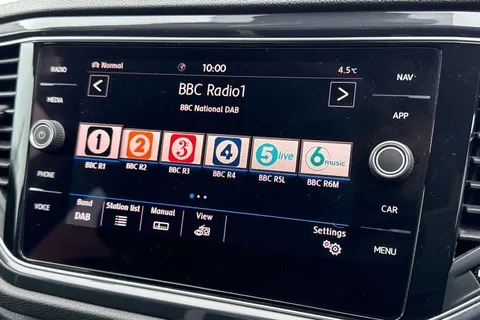 RADIO
MEDIA
PHONE
VOICE
Normal
10:00
4.5°C
BBC Radio1
BBC National DAB
1
2
3
4
5 live
6 music
BBC R1
BBC R2
BBC R3
BBC R4
BBC R5L
BBC R6M
Band
DAB
Station list
Manual
View
Settings
NAV
APP
CAR
MENU